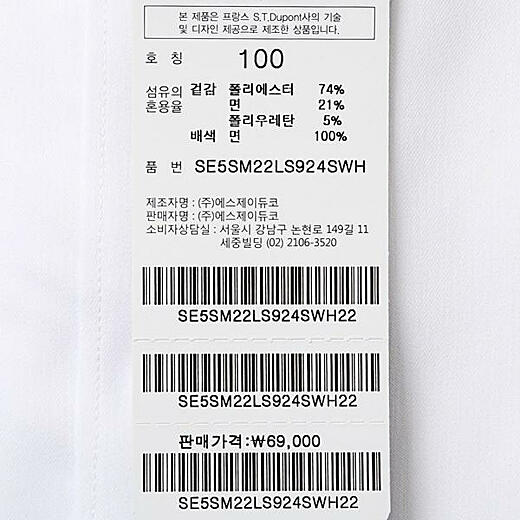 본 제품은 프랑스 S.T.Dupont사의 기술
및 디자인 제공으로 제조한 상품입니다.
호 칭 100
섬유의 혼용율 겉감 폴리에스터 74%
면 21%
폴리우레탄 5%
배색 면 100%
품 번 SE5SM22LS924SWH
제조자명 : (주)에스제이듀코
판매자명 : (주)에스제이듀코
소비자상담실 : 서울시 강남구 논현로 149길 11
세중빌딩 (02) 2106-3520
SE5SM22LS924SWH22
SE5SM22LS924SWH22
판매가격:₩69,000
SE5SM22LS924SWH22